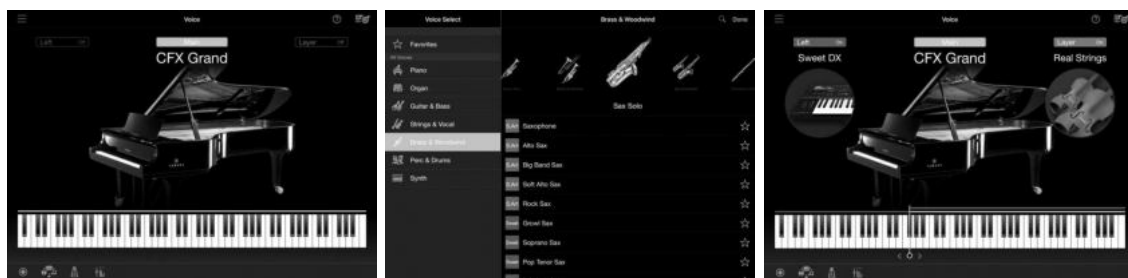 Voice
Left
Main
Layer
CFX Grand
Voice Select
Favorites
Piano
Organ
Guitar & Bass
Strings & Vocal
Brass & Woodwind
Perc & Drums
Synth
Brass & Woodwind
Done
Sax Solo
Saxophone
Alto Sax
Big Band Sax
Soft Alto Sax
Rock Sax
Growl Sax
Soprano Sax
Pop Tenor Sax
Voice
Left
Main
Layer
Sweet DX
CFX Grand
Real Strings